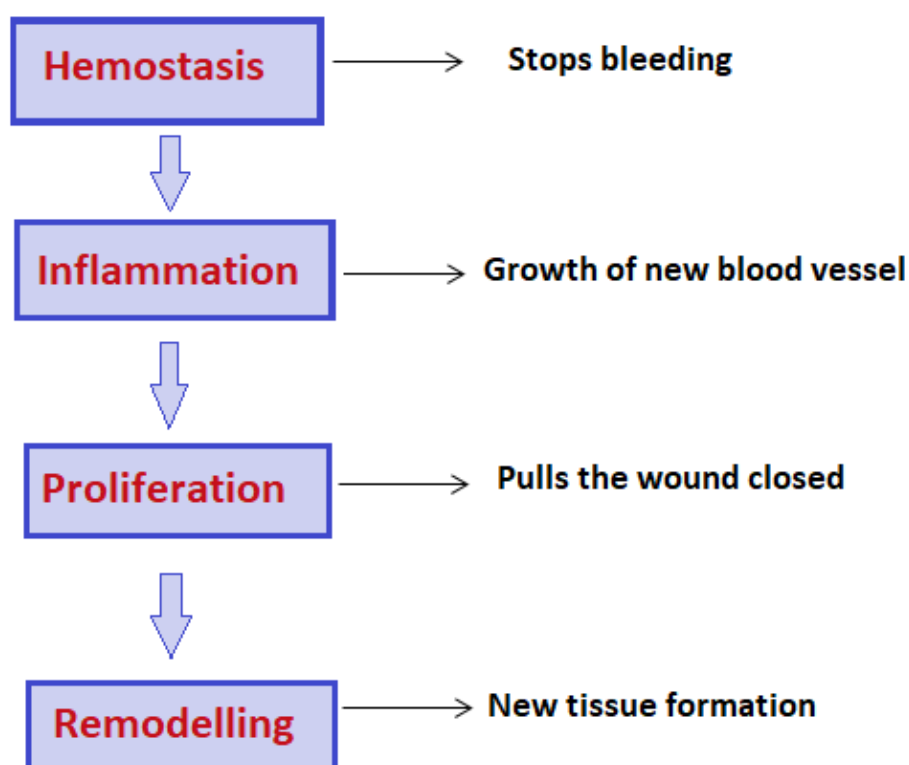 Hemostasis
Stops bleeding
Inflammation
Growth of new blood vessel
Proliferation
Pulls the wound closed
Remodelling
New tissue formation